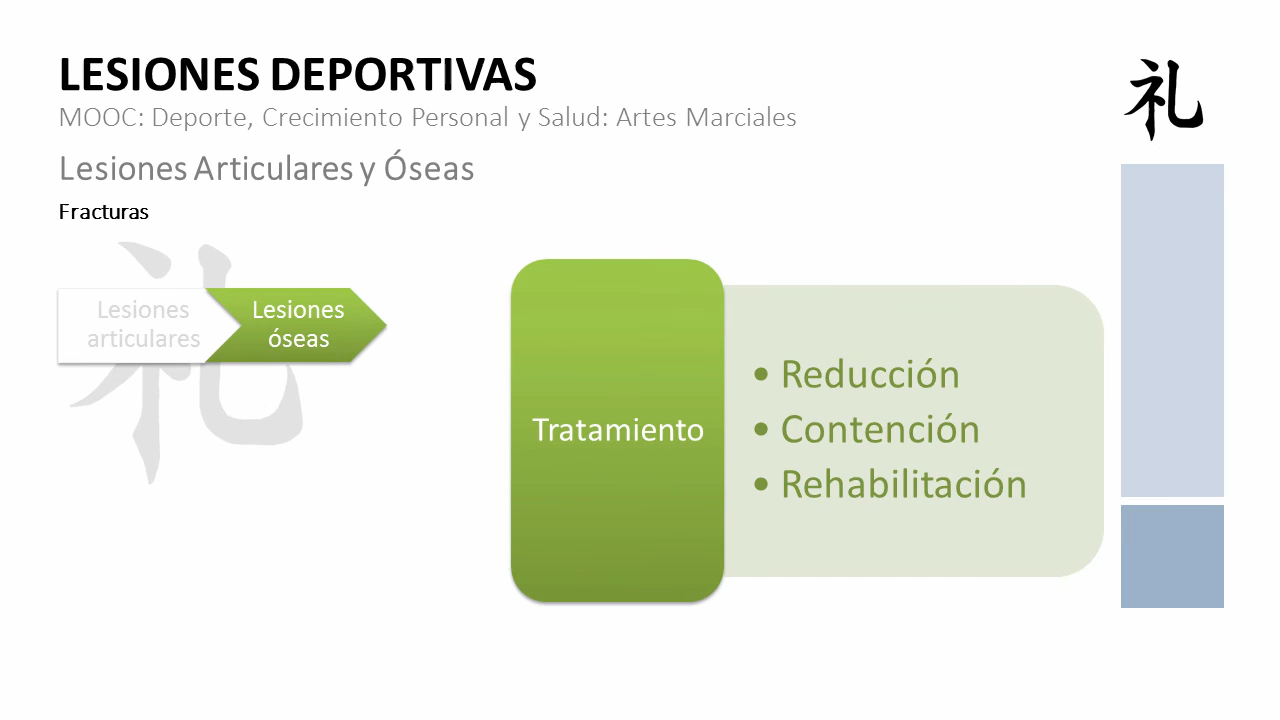 LESIONES DEPORTIVAS
MOOC: Deporte, Crecimiento Personal y Salud: Artes Marciales
Lesiones Articulares y Óseas
Fracturas
礼
礼
Lesiones
articulares
Lesiones
óseas
Tratamiento
• Reducción
• Contención
• Rehabilitación